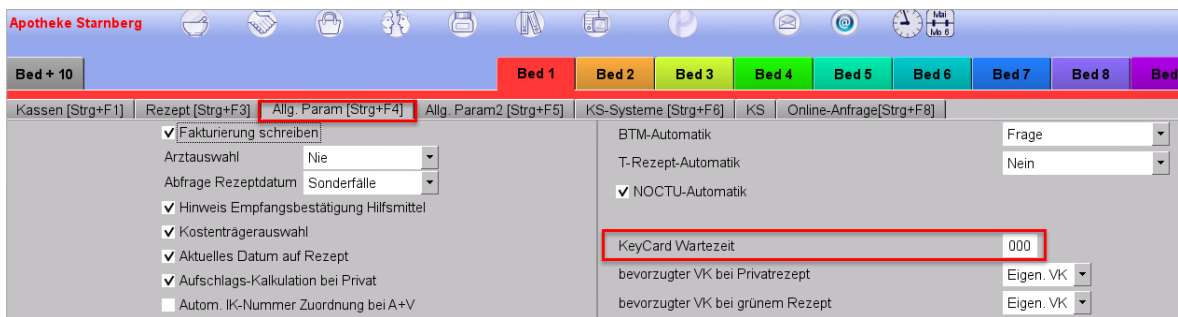 Apotheke Starnberg
Mai
Mo 6
Bed + 10
Bed 1
Bed 2
Bed 3
Bed 4
Bed 5
Bed 6
Bed 7
Bed 8
Bed
Kassen [Strg+F1]
Rezept [Strg+F3]
Allg. Param [Strg+F4]
Allg. Param2 [Strg+F5]
KS-Systeme [Strg+F6]
KS
Online-Anfrage[Strg+F8]
Fakturierung schreiben
Arztauswahl Nie
Abfrage Rezeptdatum Sonderfälle
Hinweis Empfangsbestätigung Hilfsmittel
Kostenträgerauswahl
Aktuelles Datum auf Rezept
Aufschlags-Kalkulation bei Privat
Autom. IK-Nummer Zuordnung bei A+V
BTM-Automatik Frage
T-Rezept-Automatik Nein
NOCTU-Automatik
KeyCard Wartezeit 000
bevorzugter VK bei Privatrezept Eigen. VK
bevorzugter VK bei grünem Rezept Eigen. VK